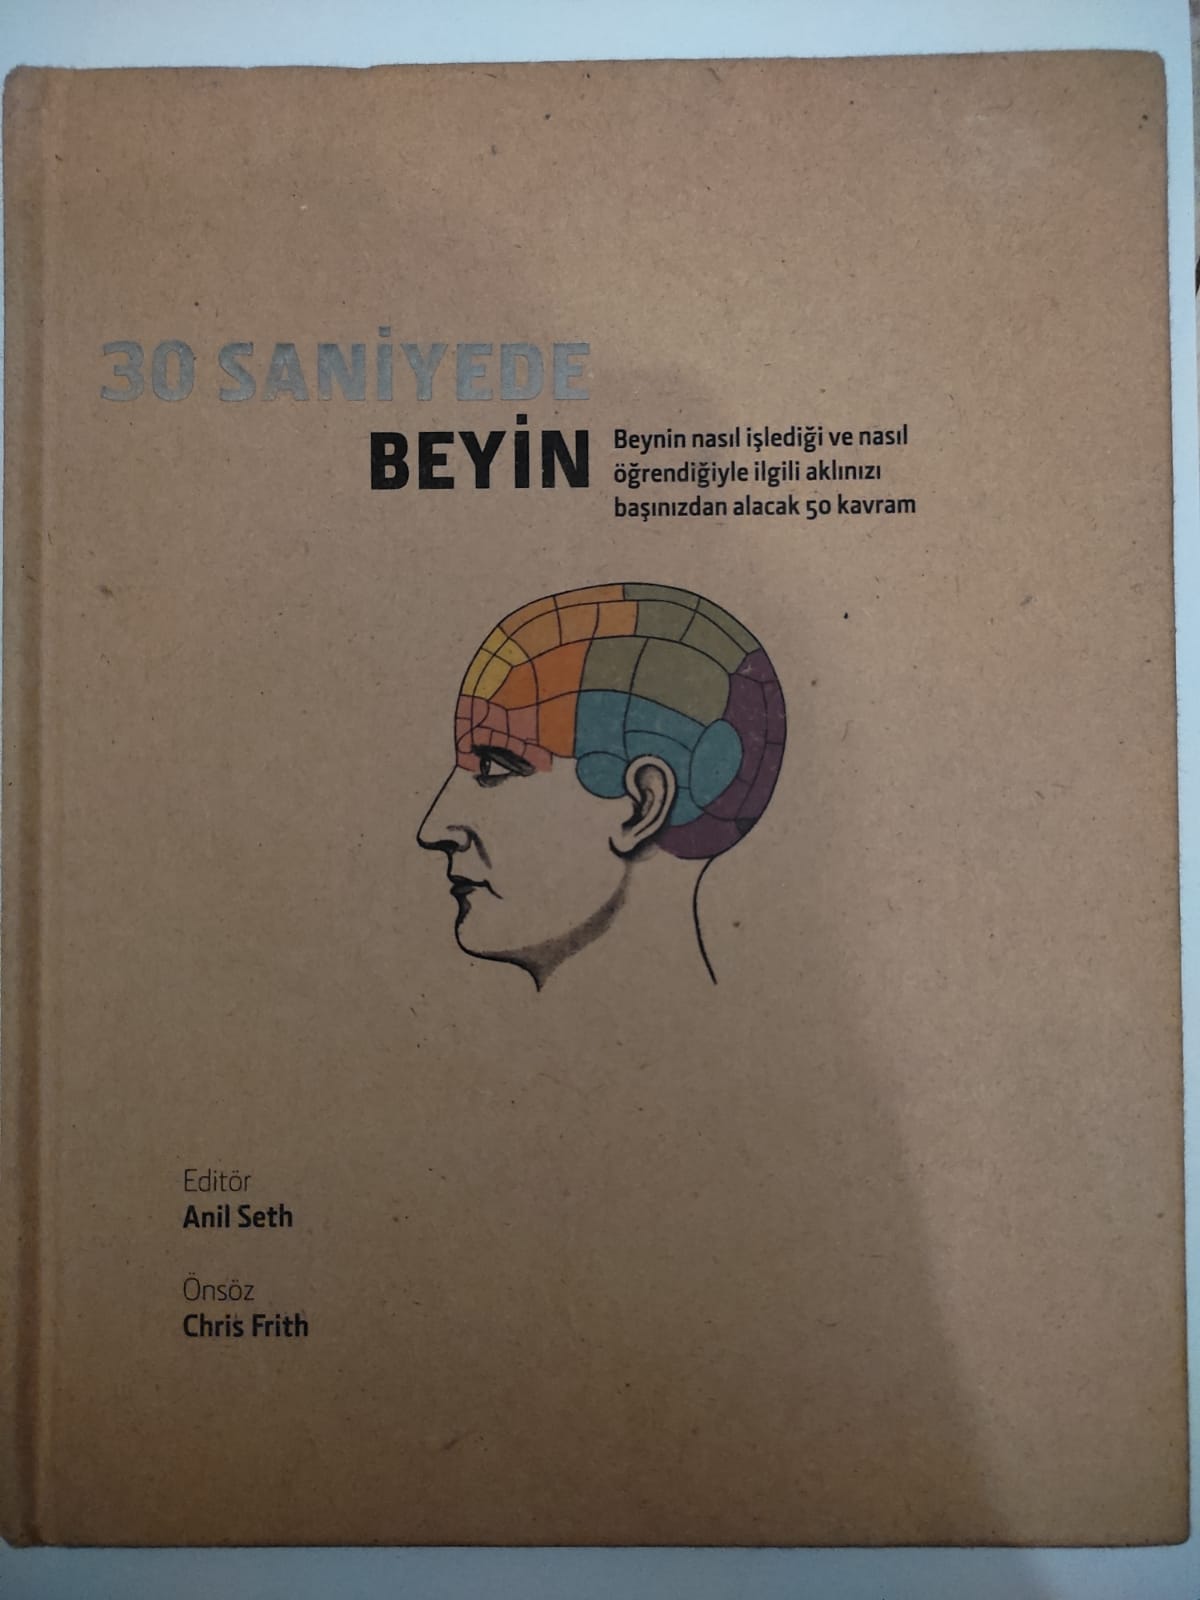 30 SANİYEDE
BEYİN
Beynin nasıl işlediği ve nasıl
öğrendiğiyle ilgili aklınızı
başınızdan alacak 50 kavram
Editör
Anil Seth
Önsöz
Chris Frith